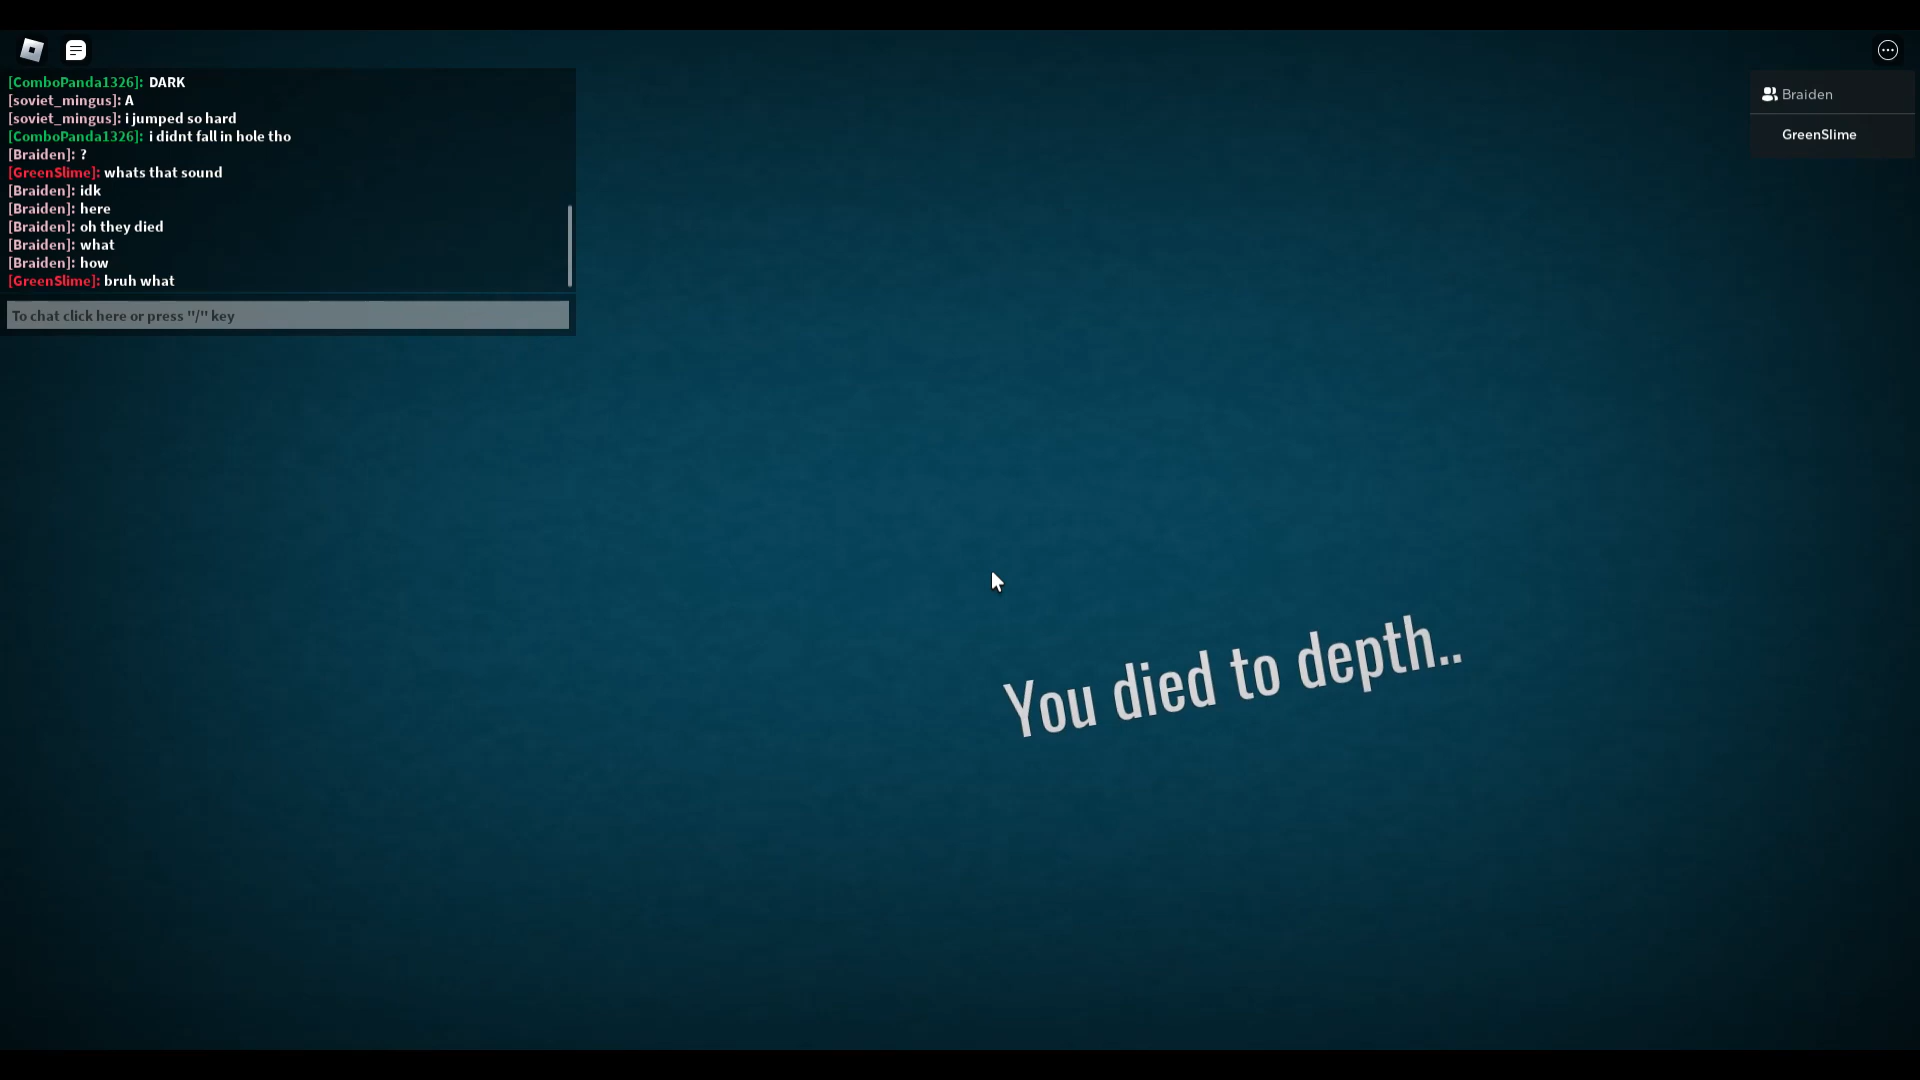 [ComboPanda1326]: DARK
[soviet_mingus]: A
[soviet_mingus]: i jumped so hard
[ComboPanda1326]: i didnt fall in hole tho
[Braiden]: ?
[GreenSlime]: whats that sound
[Braiden]: idk
[Braiden]: here
[Braiden]: oh they died
[Braiden]: what
[Braiden]: how
[GreenSlime]: bruh what
To chat click here or press "/" key
Braiden
GreenSlime
You died to depth..